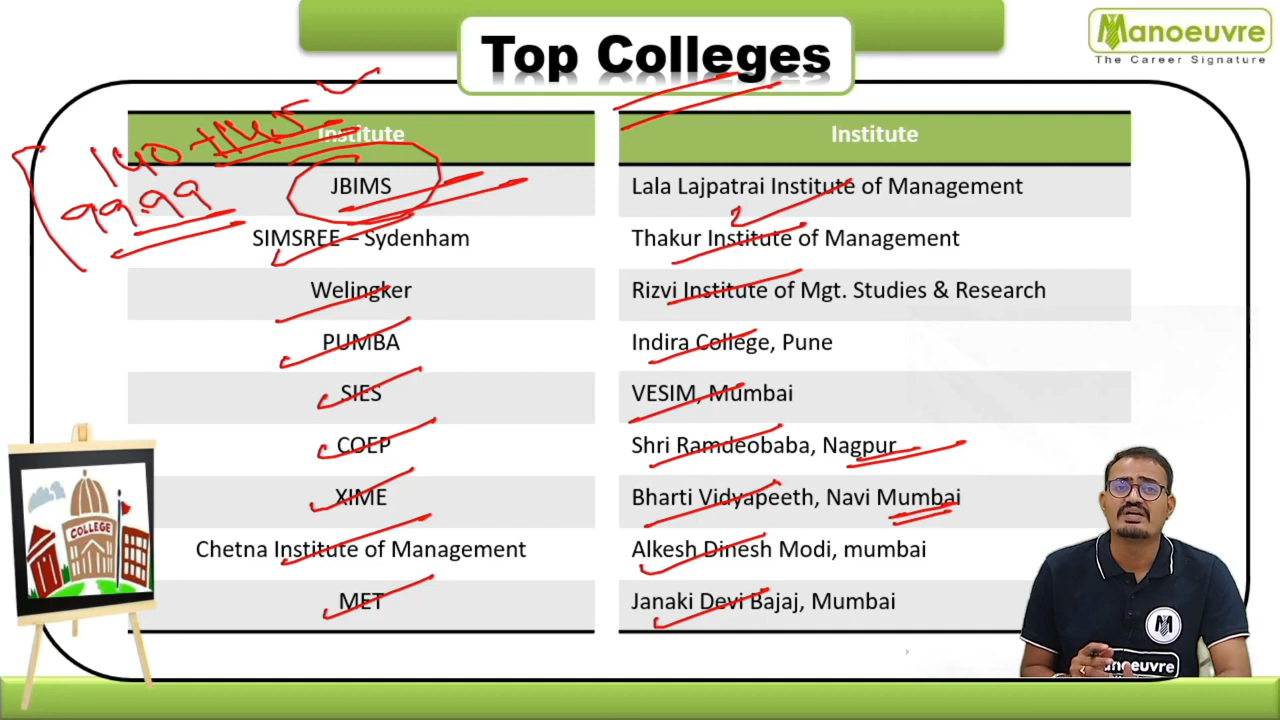 Top Colleges
Manoeuvre
The Career Signature
Institute
JBIMS
SIMSREE – Sydenham
Welingker
PUMBA
SIES
COEP
XIME
Chetna Institute of Management
MET
Institute
Lala Lajpatrai Institute of Management
Thakur Institute of Management
Rizvi Institute of Mgt. Studies & Research
Indira College, Pune
VESIM, Mumbai
Shri Ramdeobaba, Nagpur
Bharti Vidyapeeth, Navi Mumbai
Alkesh Dinesh Modi, mumbai
Janaki Devi Bajaj, Mumbai
140 - 145
99.99
COLLEGE
M
anoeuvre